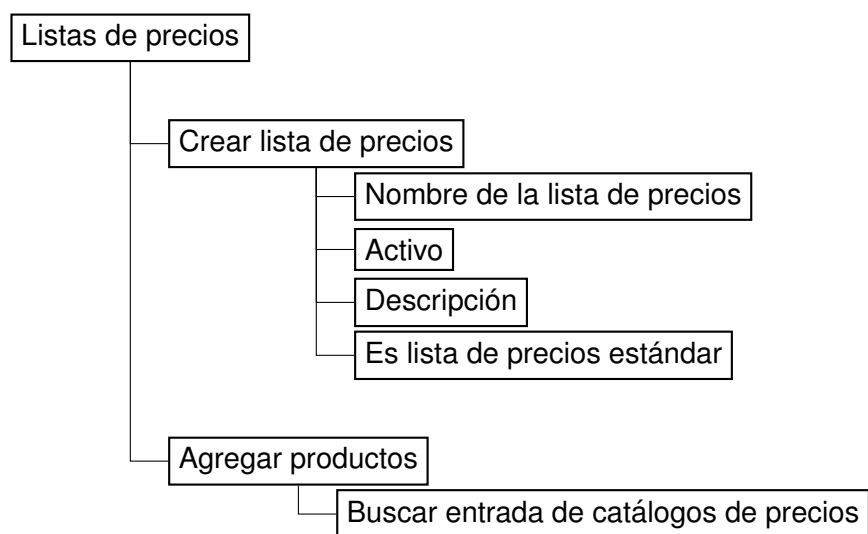 Listas de precios
Crear lista de precios
Nombre de la lista de precios
Activo
Descripción
Es lista de precios estándar
Agregar productos
Buscar entrada de catálogos de precios